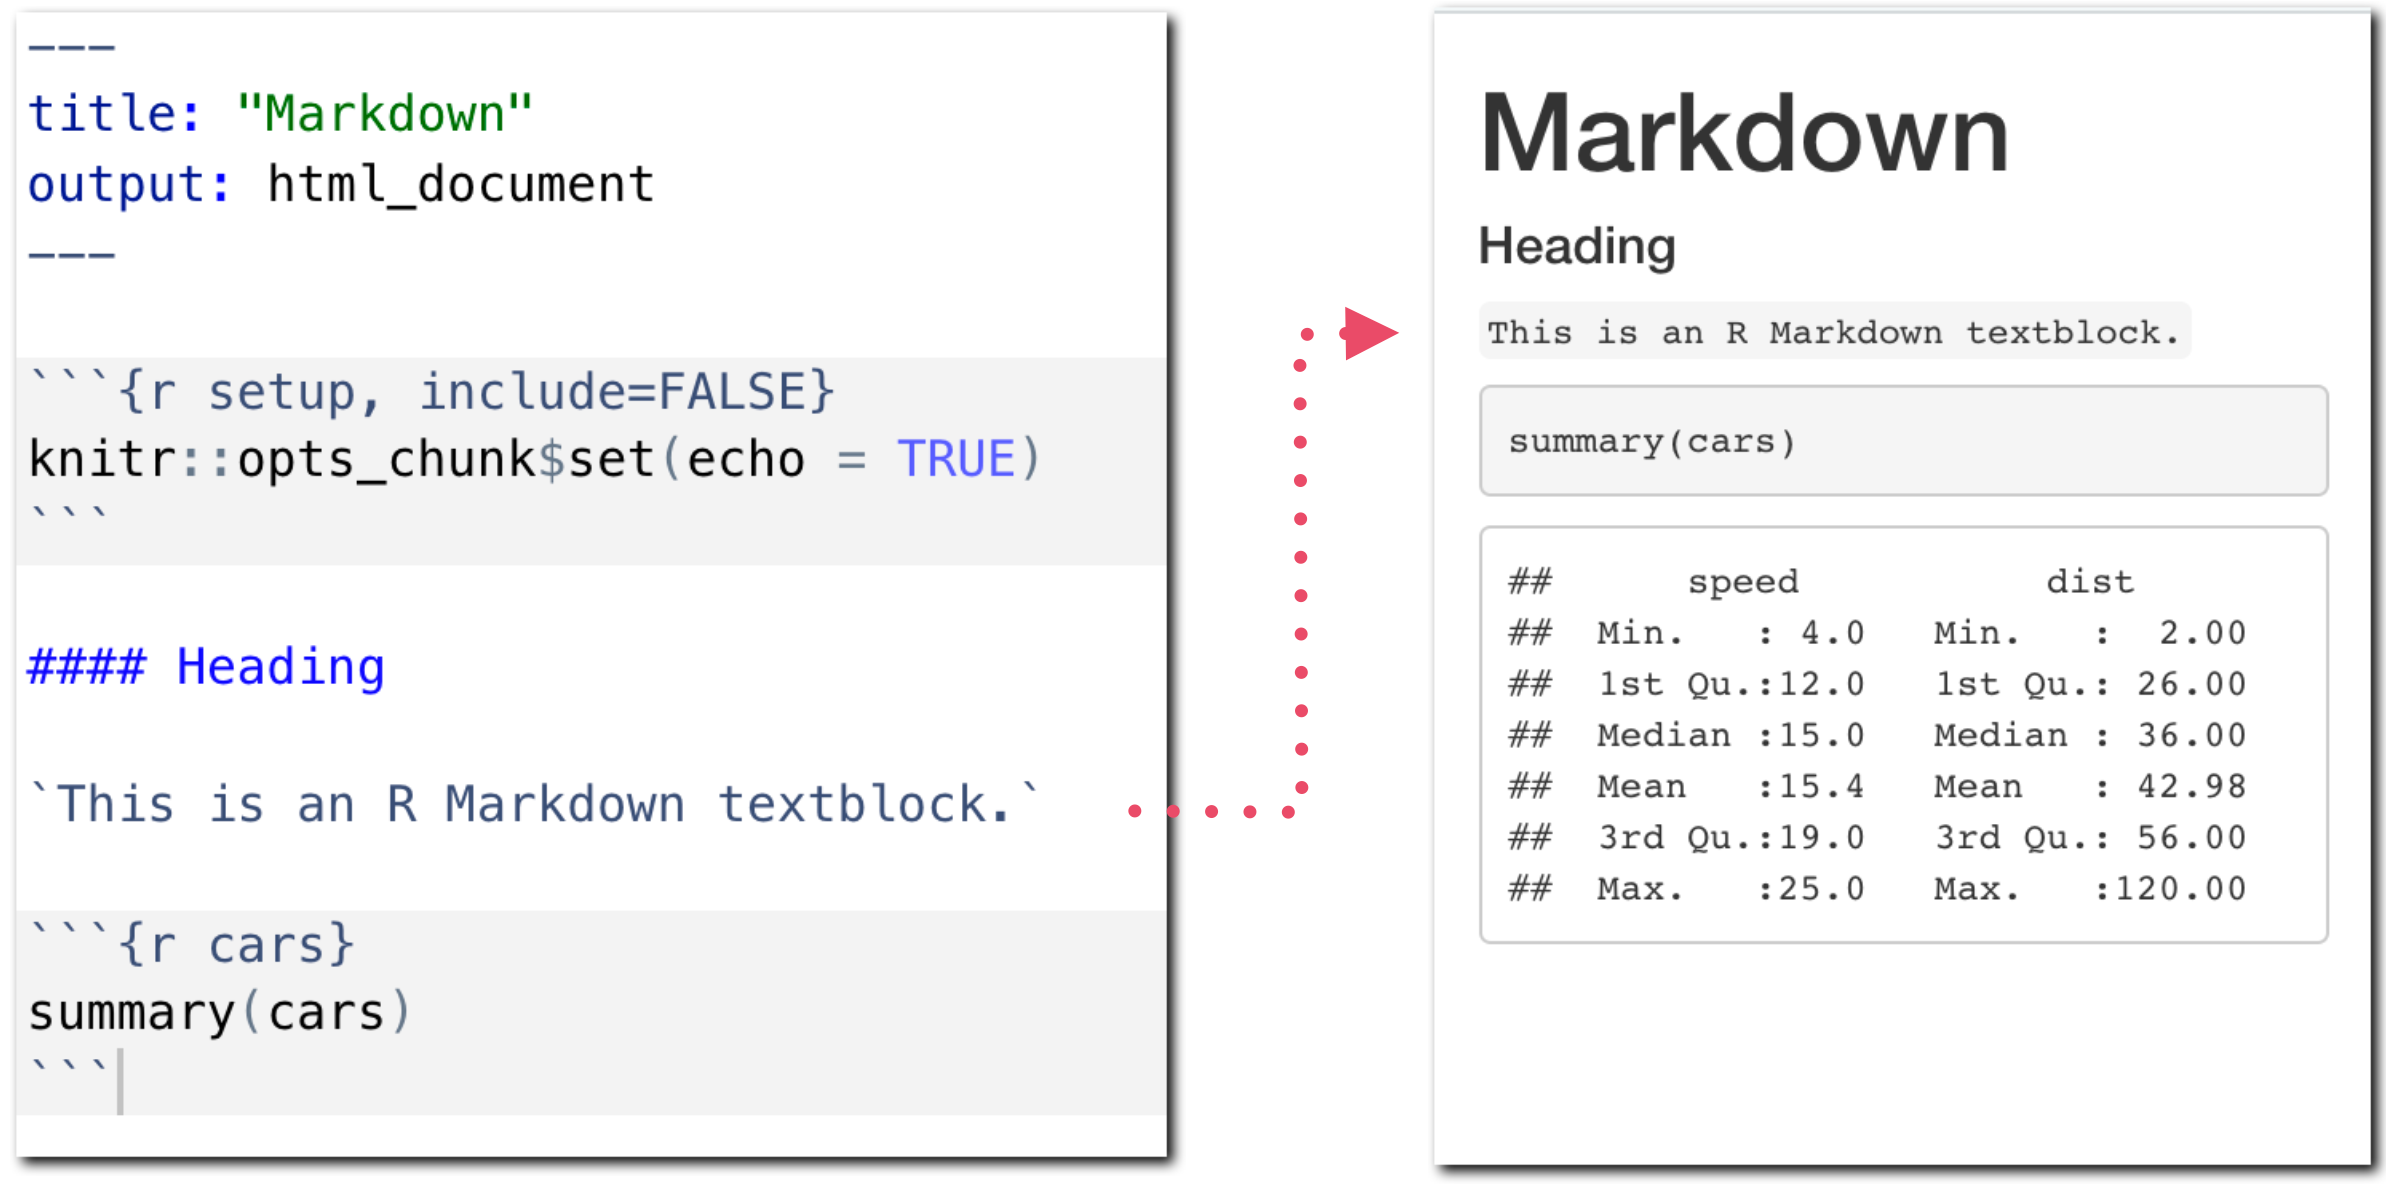 ---
title: "Markdown"
output: html_document
---
```{r setup, include=FALSE}
knitr::opts_chunk$set(echo = TRUE)
```
#### Heading
`This is an R Markdown textblock.`
```{r cars}
summary(cars)
```
Markdown
Heading
This is an R Markdown textblock.
summary(cars)
##      speed           dist
##  Min.   : 4.0   Min.   :  2.00
##  1st Qu.:12.0   1st Qu.: 26.00
##  Median :15.0   Median : 36.00
##  Mean   :15.4   Mean   : 42.98
##  3rd Qu.:19.0   3rd Qu.: 56.00
##  Max.   :25.0   Max.   :120.00